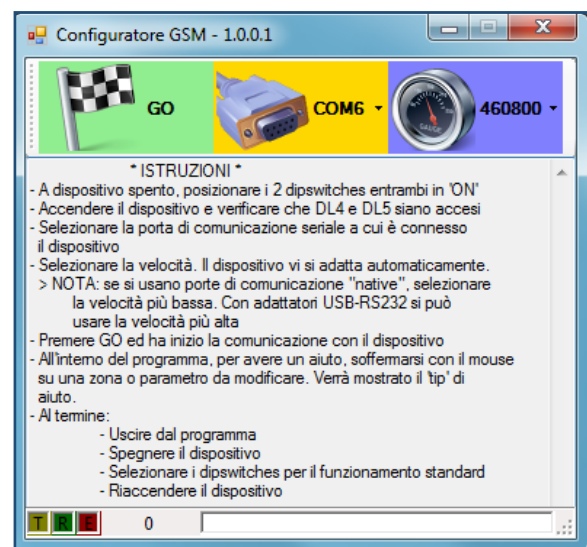 Configuratore GSM - 1.0.0.1
GO
COM6
460800
* ISTRUZIONI *
- A dispositivo spento, posizionare i 2 dipswitches entrambi in 'ON'
- Accendere il dispositivo e verificare che DL4 e DL5 siano accesi
- Selezionare la porta di comunicazione seriale a cui è connesso
il dispositivo
- Selezionare la velocità. Il dispositivo vi si adatta automaticamente.
> NOTA: se si usano porte di comunicazione "native", selezionare
la velocità più bassa. Con adattatori USB-RS232 si può
usare la velocità più alta
- Premere GO ed ha inizio la comunicazione con il dispositivo
- All'interno del programma, per avere un aiuto, soffermarsi con il mouse
su una zona o parametro da modificare. Verrà mostrato il 'tip' di
aiuto.
- Al termine:
- Uscire dal programma
- Spegnere il dispositivo
- Selezionare i dipswitches per il funzionamento standard
- Riaccendere il dispositivo
T R E 0